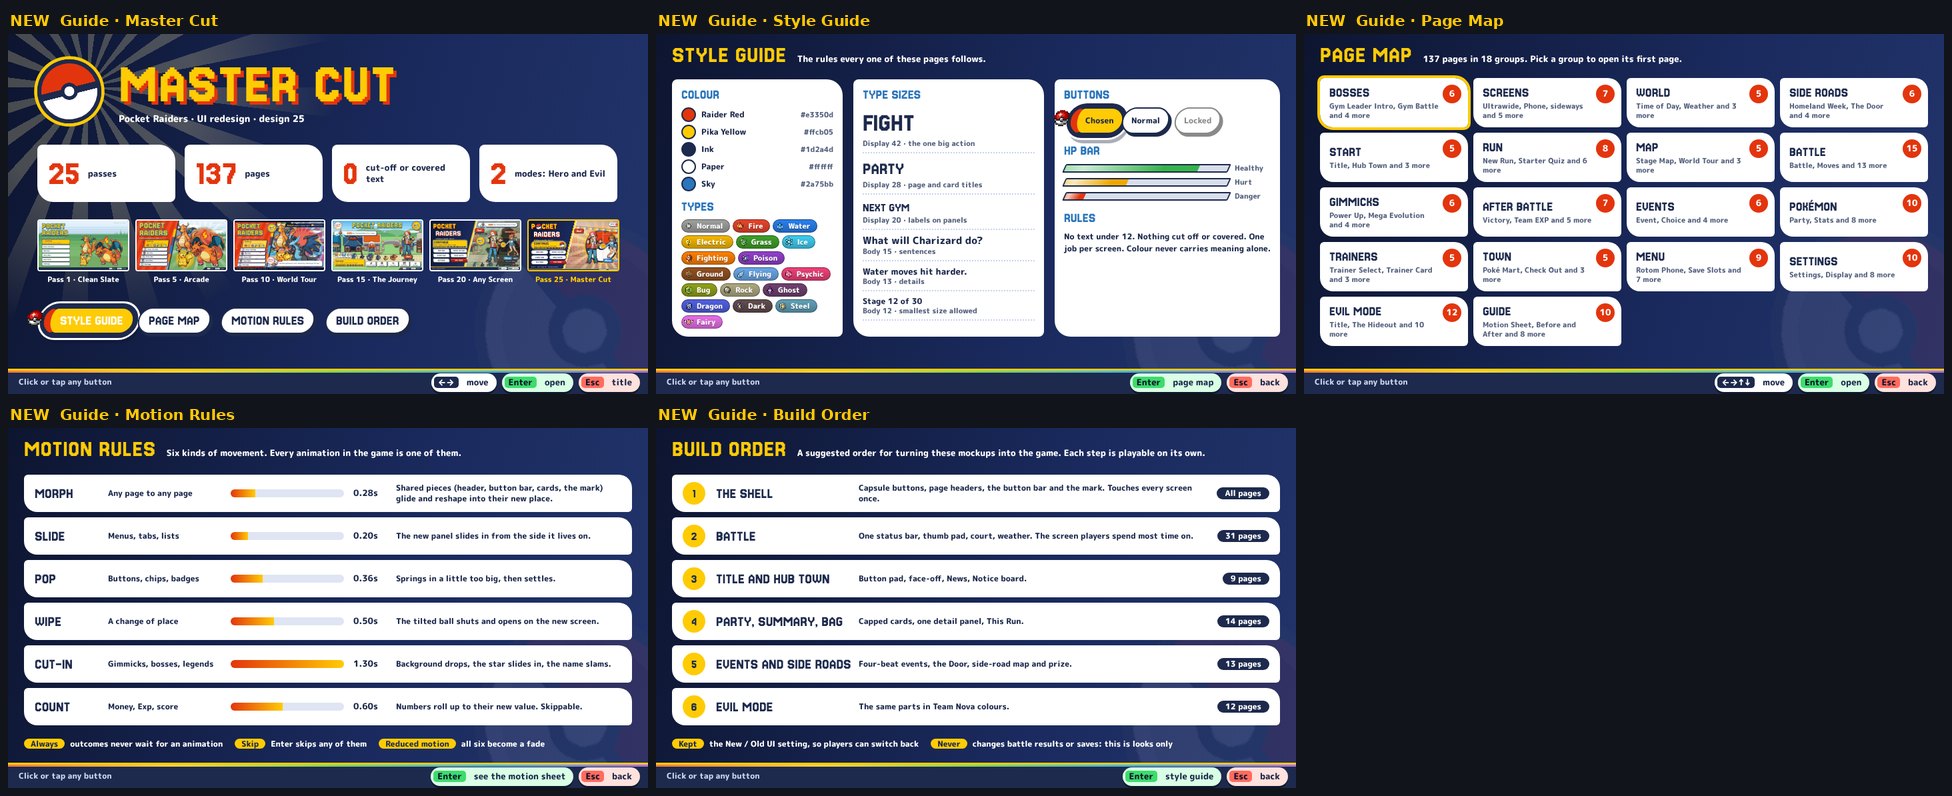 NEW Guide · Master Cut
MASTER CUT
Pocket Raiders · UI redesign · design 25
25 passes
137 pages
0 cut-off or covered
text
2 modes: Hero and Evil
POCKET RAIDERS
POCKET RAIDERS
POCKET RAIDERS
POCKET RAIDERS
POCKET RAIDERS
POCKET RAIDERS
Pass 1 · Clean Slate
Pass 5 · Arcade
Pass 10 · World Tour
Pass 15 · The Journey
Pass 20 · Any Screen
Pass 25 · Master Cut
STYLE GUIDE
PAGE MAP
MOTION RULES
BUILD ORDER
Click or tap any button
←→ move
Enter open
Esc title
NEW Guide · Style Guide
STYLE GUIDE The rules every one of these pages follows.
COLOUR
Raider Red #e3350d
Pika Yellow #ffcb05
Ink #1d2a4d
Paper #ffffff
Sky #2a75bb
TYPES
Normal Fire Water
Electric Grass Ice
Fighting Poison
Ground Flying Psychic
Bug Rock Ghost
Dragon Dark Steel
Fairy
TYPE SIZES
FIGHT
Display 42 · the one big action
PARTY
Display 28 · page and card titles
NEXT GYM
Display 20 · labels on panels
What will Charizard do?
Body 15 · sentences
Water moves hit harder.
Body 13 · details
Stage 12 of 30
Body 12 · smallest size allowed
BUTTONS
Chosen Normal Locked
HP BAR
Healthy
Hurt
Danger
RULES
No text under 12. Nothing cut off or covered. One
job per screen. Colour never carries meaning alone.
Click or tap any button
Enter page map
Esc back
NEW Guide · Page Map
PAGE MAP 137 pages in 18 groups. Pick a group to open its first page.
BOSSES 6
Gym Leader Intro, Gym Battle
and 4 more
SCREENS 7
Ultrawide, Phone, sideways
and 5 more
WORLD 5
Time of Day, Weather and 3
more
SIDE ROADS 6
Homeland Week, The Door
and 4 more
START 5
Title, Hub Town and 3 more
RUN 8
New Run, Starter Quiz and 6
more
MAP 5
Stage Map, World Tour and 3
more
BATTLE 15
Battle, Moves and 13 more
GIMMICKS 6
Power Up, Mega Evolution
and 4 more
AFTER BATTLE 7
Victory, Team EXP and 5 more
EVENTS 6
Event, Choice and 4 more
POKÉMON 10
Party, Stats and 8 more
TRAINERS 5
Trainer Select, Trainer Card
and 3 more
TOWN 5
Poké Mart, Check Out and 3
more
MENU 9
Rotom Phone, Save Slots and
7 more
SETTINGS 10
Settings, Display and 8 more
EVIL MODE 12
Title, The Hideout and 10
more
GUIDE 10
Motion Sheet, Before and
After and 8 more
Click or tap any button
←→↑↓ move
Enter open
Esc back
NEW Guide · Motion Rules
MOTION RULES Six kinds of movement. Every animation in the game is one of them.
MORPH Any page to any page 0.28s Shared pieces (header, button bar, cards, the mark)
glide and reshape into their new place.
SLIDE Menus, tabs, lists 0.20s The new panel slides in from the side it lives on.
POP Buttons, chips, badges 0.36s Springs in a little too big, then settles.
WIPE A change of place 0.50s The tilted ball shuts and opens on the new screen.
CUT-IN Gimmicks, bosses, legends 1.30s Background drops, the star slides in, the name slams.
COUNT Money, Exp, score 0.60s Numbers roll up to their new value. Skippable.
Always outcomes never wait for an animation Skip Enter skips any of them Reduced motion all six become a fade
Click or tap any button
Enter see the motion sheet
Esc back
NEW Guide · Build Order
BUILD ORDER A suggested order for turning these mockups into the game. Each step is playable on its own.
1 THE SHELL Capsule buttons, page headers, the button bar and the mark. Touches every screen
once. All pages
2 BATTLE One status bar, thumb pad, court, weather. The screen players spend most time on. 31 pages
3 TITLE AND HUB TOWN Button pad, face-off, News, Notice board. 9 pages
4 PARTY, SUMMARY, BAG Capped cards, one detail panel, This Run. 14 pages
5 EVENTS AND SIDE ROADS Four-beat events, the Door, side-road map and prize. 13 pages
6 EVIL MODE The same parts in Team Nova colours. 12 pages
Kept the New / Old UI setting, so players can switch back Never changes battle results or saves: this is looks only
Click or tap any button
Enter style guide
Esc back